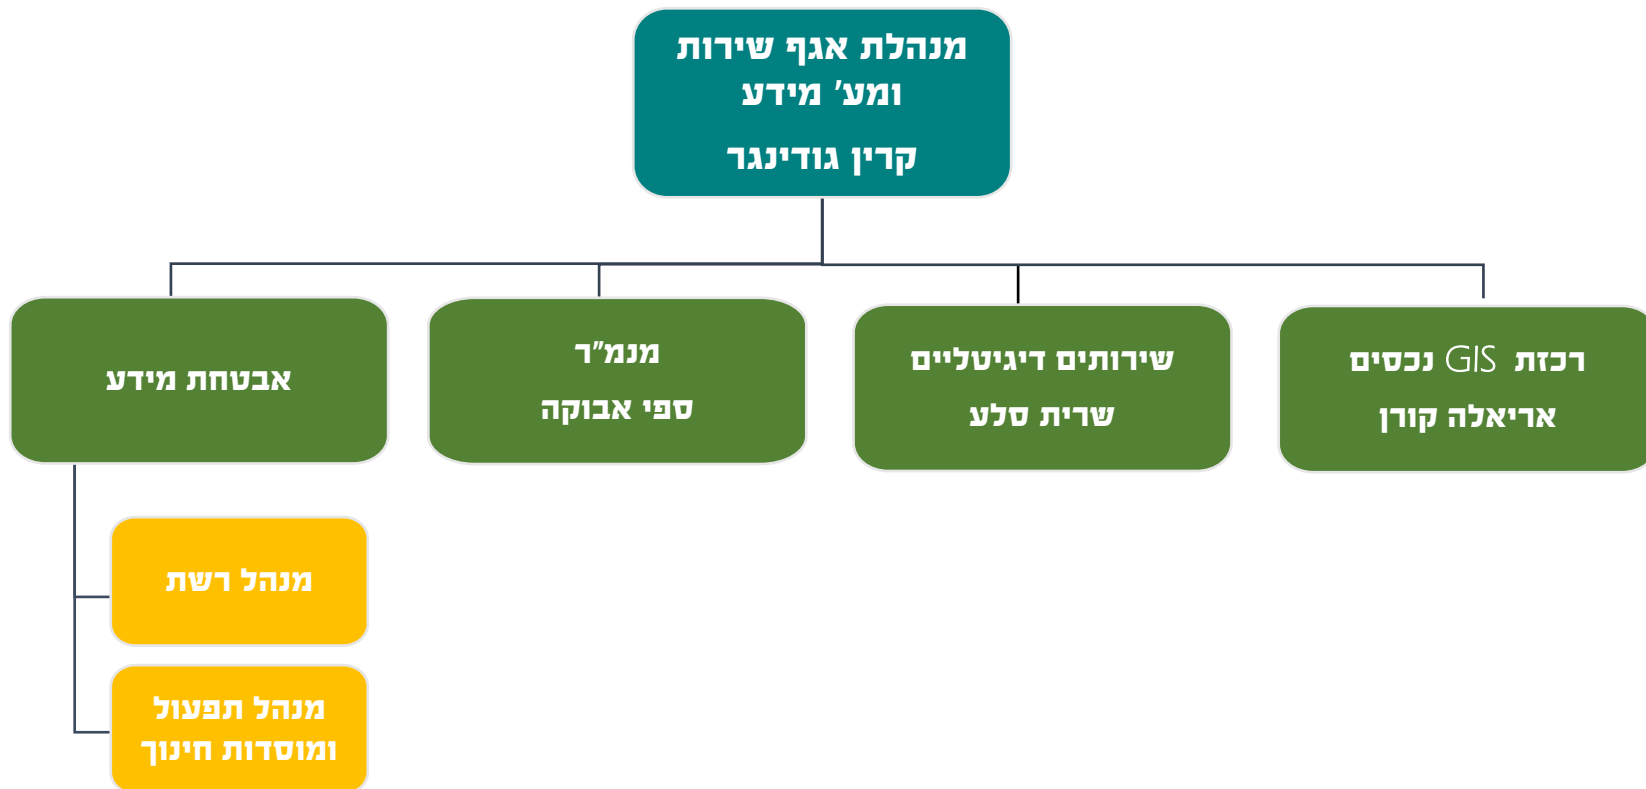 מנהלת אגף שירות
ומע' מידע
קרין גודינגר
רכזת GIS נכסים
אריאלה קורן
שירותים דיגיטליים
שרית סלע
מנמ"ר
ספי אבוקה
אבטחת מידע
מנהל רשת
מנהל תפעול
ומוסדות חינוך